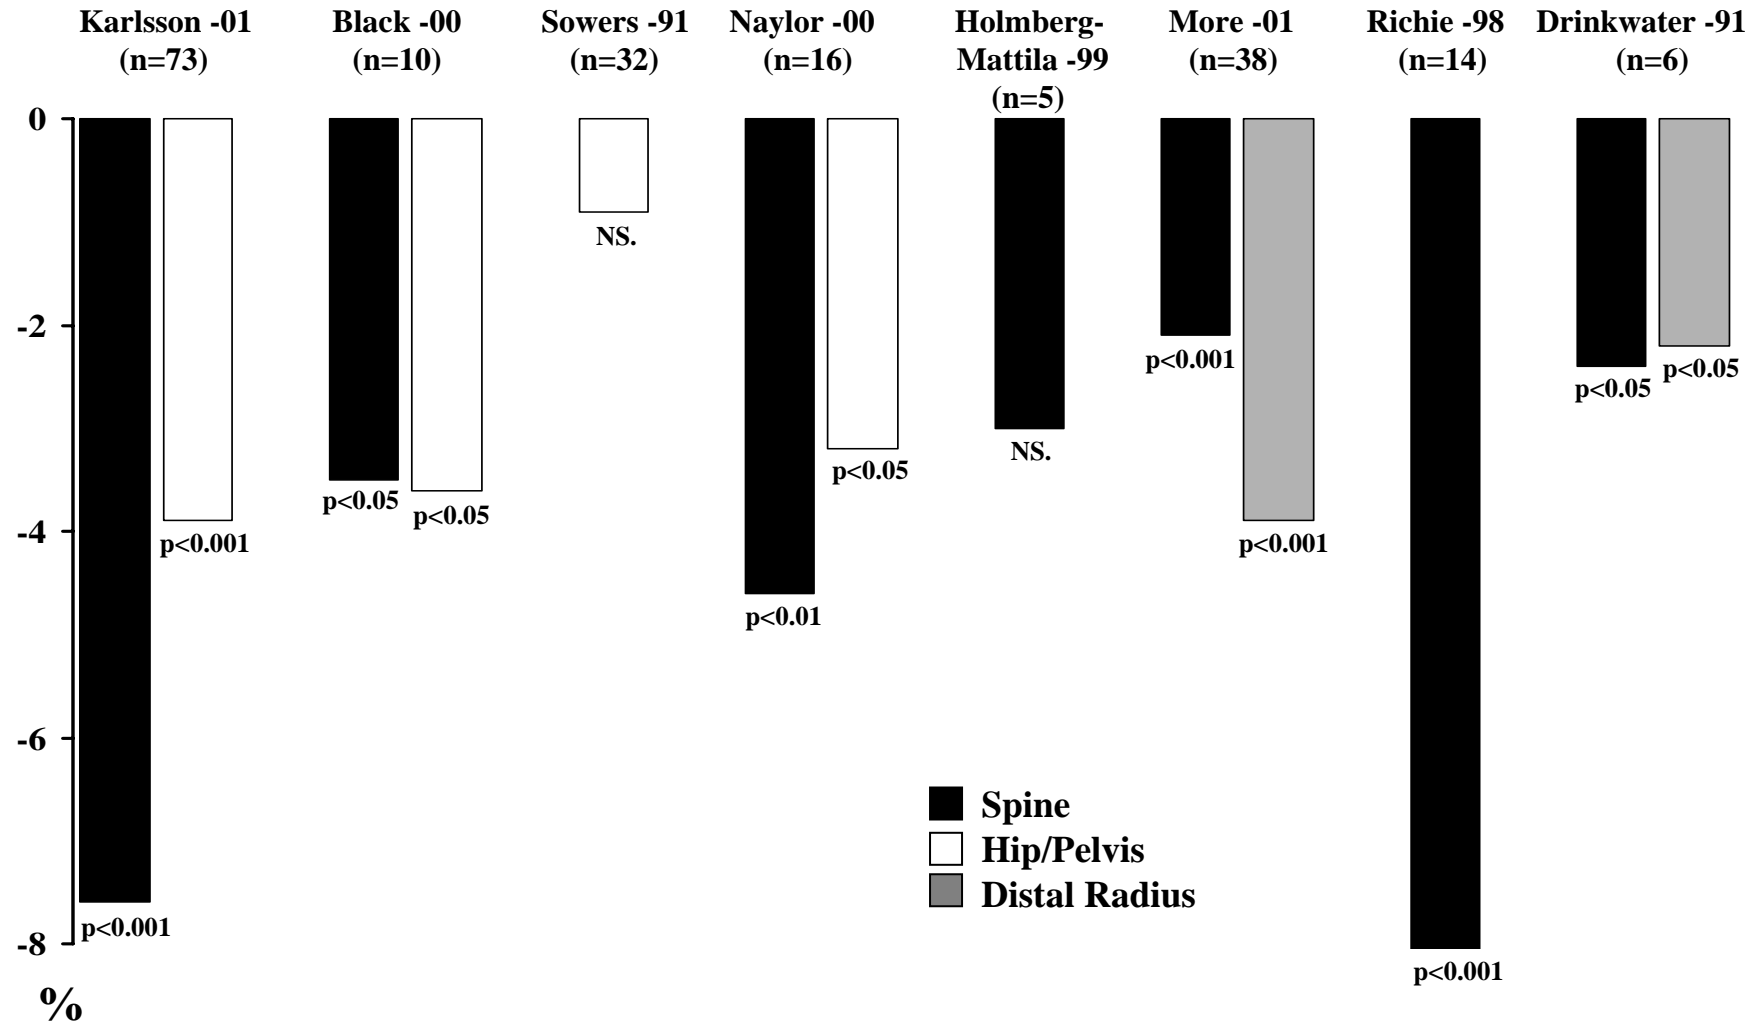 Karlsson -01
(n=73)
Black -00
(n=10)
Sowers -91
(n=32)
Naylor -00
(n=16)
Holmberg-
Mattila -99
(n=5)
More -01
(n=38)
Richie -98
(n=14)
Drinkwater -91
(n=6)
0
-2
-4
-6
-8
%
p<0.001
p<0.001
p<0.05
p<0.05
NS.
p<0.01
p<0.05
NS.
p<0.001
p<0.001
p<0.001
p<0.05
p<0.05
Spine
Hip/Pelvis
Distal Radius